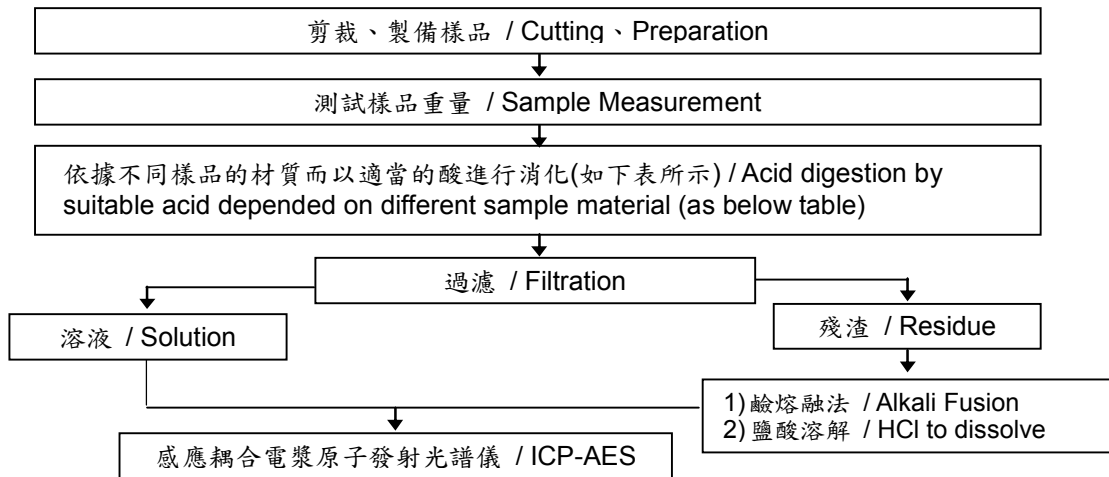 剪裁、製備樣品 / Cutting、Preparation
測試樣品重量 / Sample Measurement
依據不同樣品的材質而以適當的酸進行消化(如下表所示) / Acid digestion by
suitable acid depended on different sample material (as below table)
過濾 / Filtration
溶液 / Solution
殘渣 / Residue
1) 鹼熔融法 / Alkali Fusion
2) 鹽酸溶解 / HCl to dissolve
感應耦合電漿原子發射光譜儀 / ICP-AES